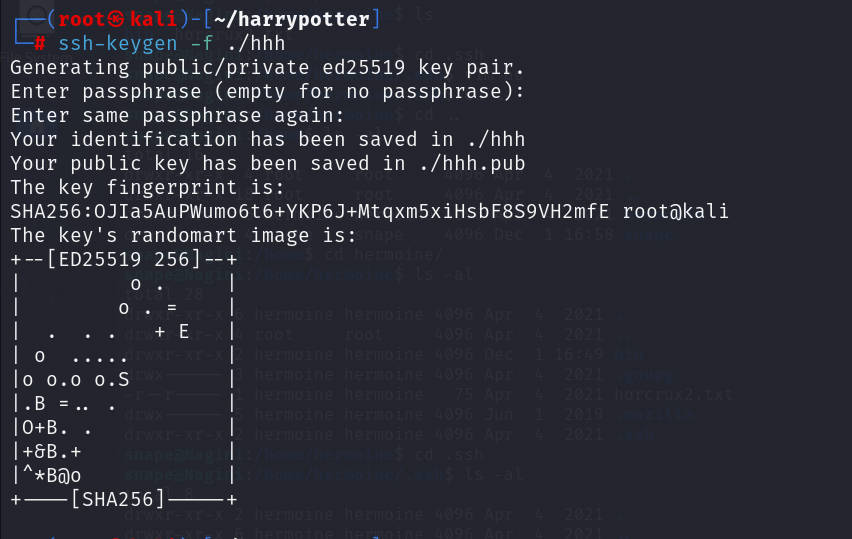 ┌──(root㉿kali)-[~/harrypotter]
└─# ssh-keygen -f ./hhh
Generating public/private ed25519 key pair.
Enter passphrase (empty for no passphrase):
Enter same passphrase again:
Your identification has been saved in ./hhh
Your public key has been saved in ./hhh.pub
The key fingerprint is:
SHA256:OJIa5AuPWumo6t6+YKP6J+Mtqxm5xiHsbF8S9VH2mfE root@kali
The key's randomart image is:
+--[ED25519 256]--+
|         o .     |
|        o . =    |
|  .  . .   + E   |
| o  .....        |
|o o.o o.S        |
|.B =.. .         |
|O+B. .           |
|+&B.+            |
|^*B@o            |
+----[SHA256]-----+